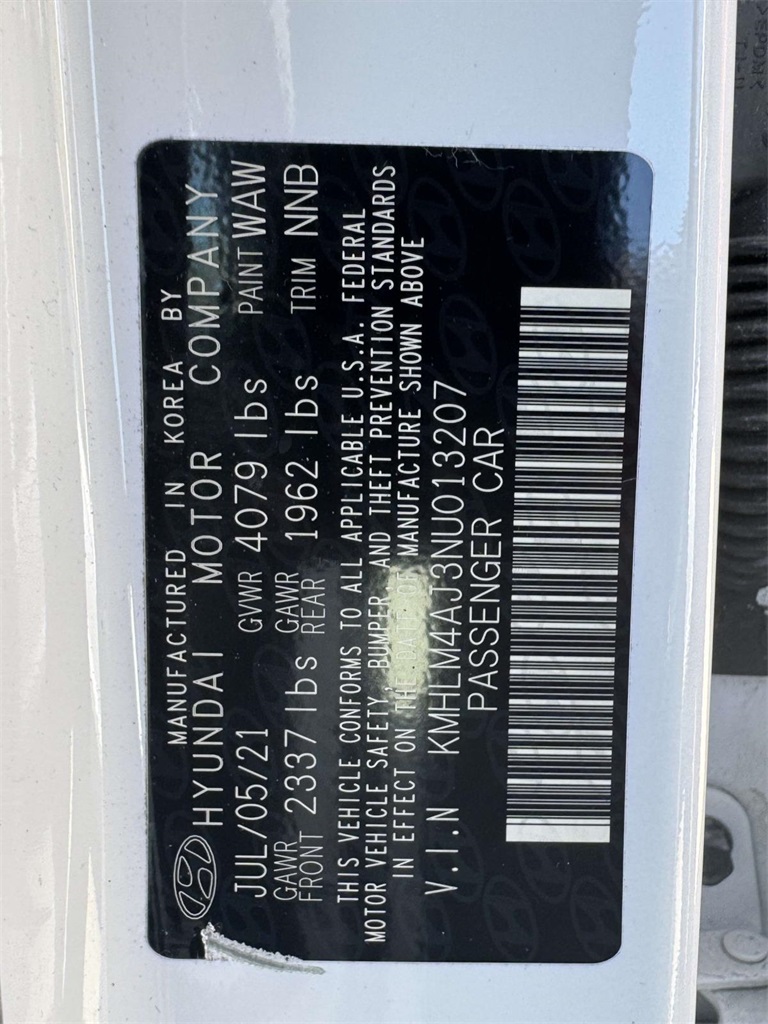 MANUFACTURED IN KOREA BY
HYUNDAI MOTOR COMPANY
JUL/05/21 GVWR 4079 lbs PAINT WAW
GAWR FRONT 2337 lbs GAWR REAR 1962 lbs TRIM NNB
THIS VEHICLE CONFORMS TO ALL APPLICABLE U.S.A. FEDERAL
MOTOR VEHICLE SAFETY, BUMPER AND THEFT PREVENTION STANDARDS
IN EFFECT ON THE DATE OF MANUFACTURE SHOWN ABOVE
V.I.N KMHLM4AJ3NU013207
PASSENGER CAR